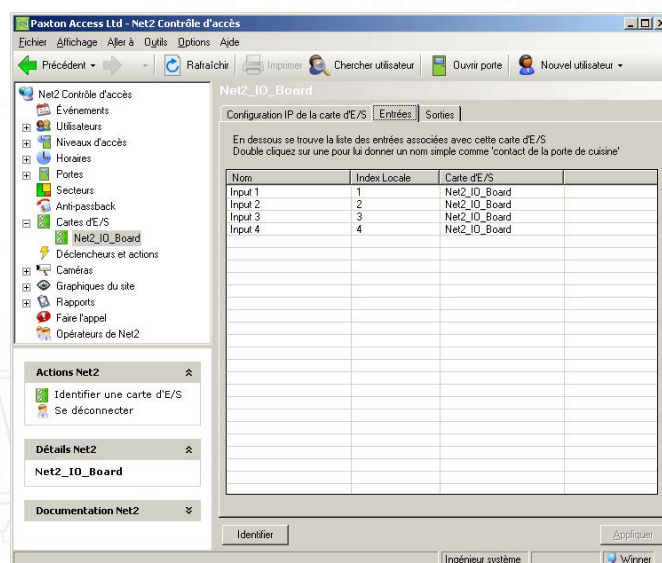 Paxton Access Ltd - Net2 Contrôle d'accès
Fichier Affichage Aller à Outils Options Ajde
Précédent Rafraîchir Imprimer Chercher utilisateur Ouvrir porte Nouvel utilisateur
Net2 Contrôle d'accès
Événements
Utilisateurs
Niveaux d'accès
Horaires
Portes
Secteurs
Anti-passback
Cartes d'E/S
Net2_IO_Board
Déclencheurs et actions
Caméras
Graphiques du site
Rapports
Faire l'appel
Opérateurs de Net2
Actions Net2
Identifier une carte d'E/S
Se déconnecter
Détails Net2
Net2_IO_Board
Documentation Net2
Net2_IO_Board
Configuration IP de la carte d'E/S Entrées Sorties
En dessous se trouve la liste des entrées associées avec cette carte d'E/S
Double cliquez sur une pour lui donner un nom simple comme 'contact de la porte de cuisine'
Nom Index Locale Carte d'E/S
Input 1 1 Net2_IO_Board
Input 2 2 Net2_IO_Board
Input 3 3 Net2_IO_Board
Input 4 4 Net2_IO_Board
Identifier Appliquer
Ingénieur système Winner